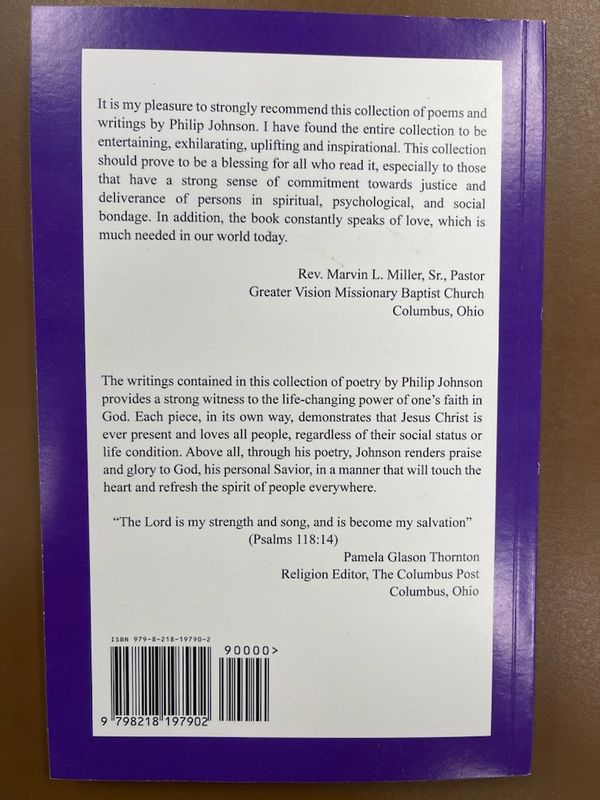 It is my pleasure to strongly recommend this collection of poems and
writings by Philip Johnson. I have found the entire collection to be
entertaining, exhilarating, uplifting and inspirational. This collection
should prove to be a blessing for all who read it, especially to those
that have a strong sense of commitment towards justice and
deliverance of persons in spiritual, psychological, and social
bondage. In addition, the book constantly speaks of love, which is
much needed in our world today.
Rev. Marvin L. Miller, Sr., Pastor
Greater Vision Missionary Baptist Church
Columbus, Ohio
The writings contained in this collection of poetry by Philip Johnson
provides a strong witness to the life-changing power of one’s faith in
God. Each piece, in its own way, demonstrates that Jesus Christ is
ever present and loves all people, regardless of their social status or
life condition. Above all, through his poetry, Johnson renders praise
and glory to God, his personal Savior, in a manner that will touch the
heart and refresh the spirit of people everywhere.
“The Lord is my strength and song, and is become my salvation”
(Psalms 118:14)
Pamela Glason Thornton
Religion Editor, The Columbus Post
Columbus, Ohio
ISBN 979-8-218-19790-2
90000>
9 798218 197902